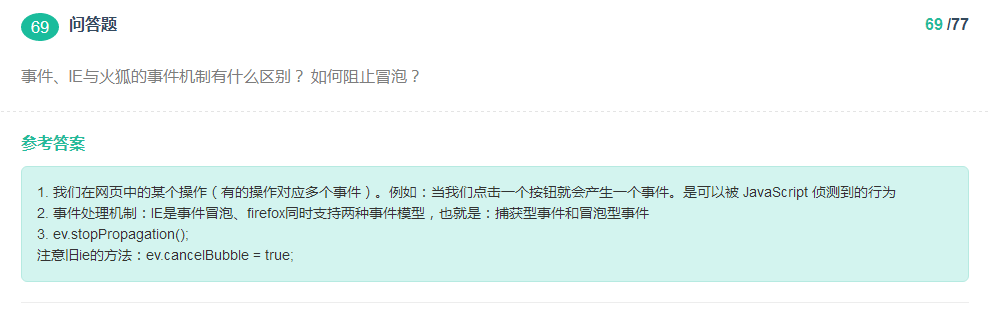 69 问答题 69 /77
事件、IE与火狐的事件机制有什么区别？ 如何阻止冒泡？
参考答案
1. 我们在网页中的某个操作（有的操作对应多个事件）。例如：当我们点击一个按钮就会产生一个事件。是可以被 JavaScript 侦测到的行为
2. 事件处理机制：IE是事件冒泡、firefox同时支持两种事件模型，也就是：捕获型事件和冒泡型事件
3. ev.stopPropagation();
注意旧ie的方法：ev.cancelBubble = true;